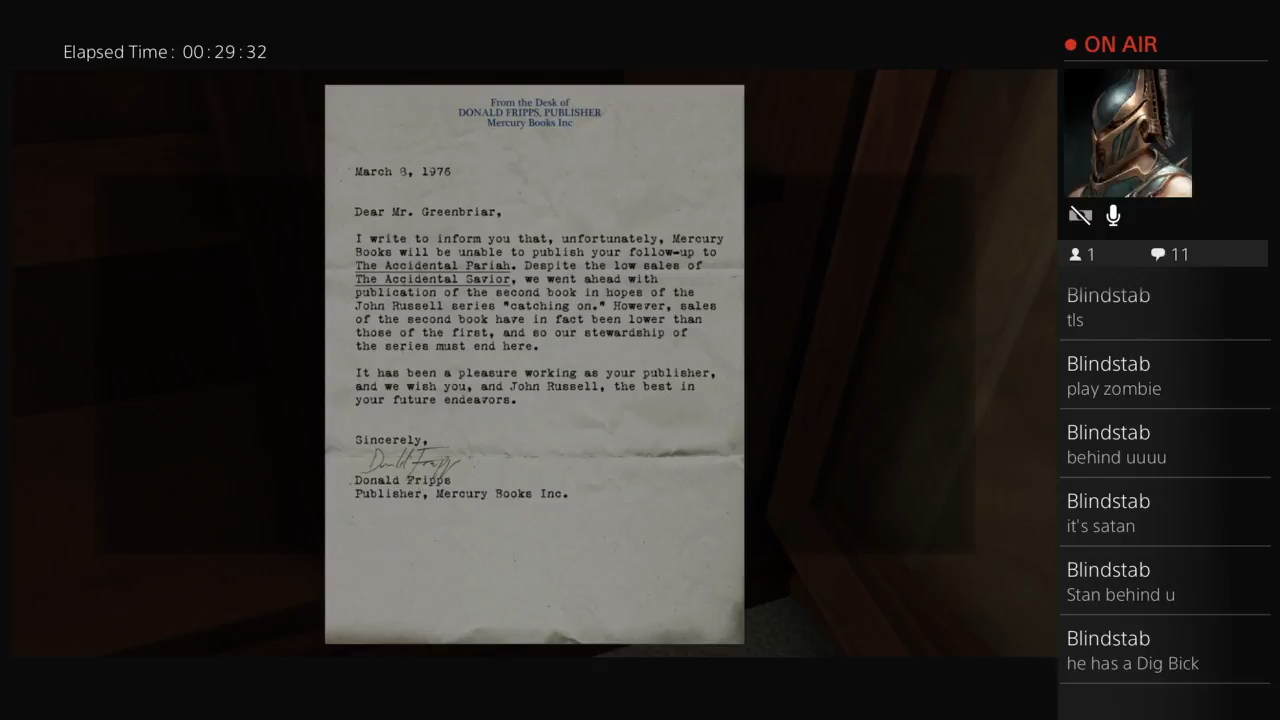 Elapsed Time: 00:29:32
ON AIR
From the Desk of
DONALD FRIPPS, PUBLISHER
Mercury Books Inc
March 8, 1976
Dear Mr. Greenbriar,
I write to inform you that, unfortunately, Mercury
Books will be unable to publish your follow-up to
The Accidental Pariah. Despite the low sales of
The Accidental Savior, we went ahead with
publication of the second book in hopes of the
John Russell series "catching on." However, sales
of the second book have in fact been lower than
those of the first, and so our stewardship of
the series must end here.
It has been a pleasure working as your publisher,
and we wish you, and John Russell, the best in
your future endeavors.
Sincerely,
Donald Fripps
Donald Fripps
Publisher, Mercury Books Inc.
1
11
Blindstab
tls
Blindstab
play zombie
Blindstab
behind uuuu
Blindstab
it's satan
Blindstab
Stan behind u
Blindstab
he has a Dig Bick